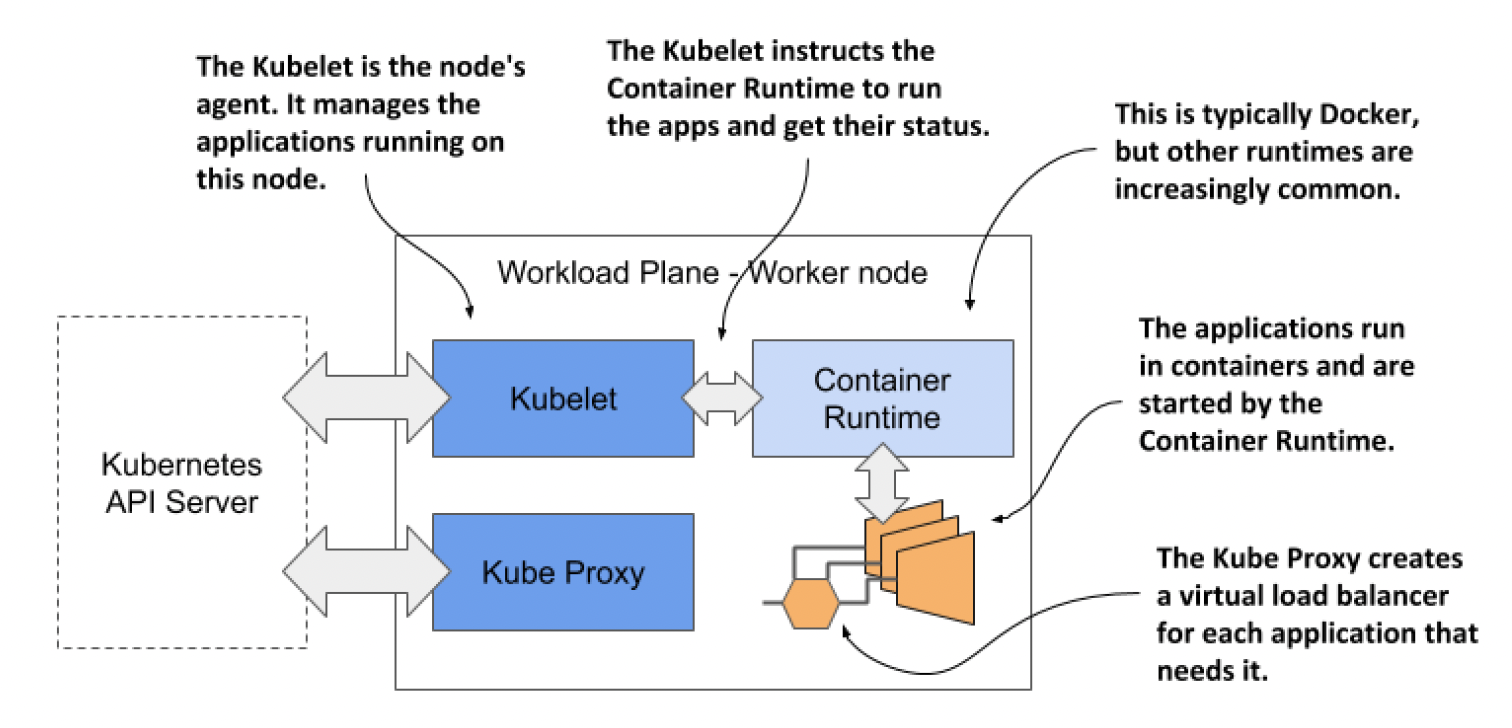 The Kubelet is the node's
agent. It manages the
applications running on
this node.
The Kubelet instructs the
Container Runtime to run
the apps and get their status.
This is typically Docker,
but other runtimes are
increasingly common.
Workload Plane - Worker node
Kubernetes
API Server
Kubelet
Container
Runtime
Kube Proxy
The applications run
in containers and are
started by the
Container Runtime.
The Kube Proxy creates
a virtual load balancer
for each application that
needs it.